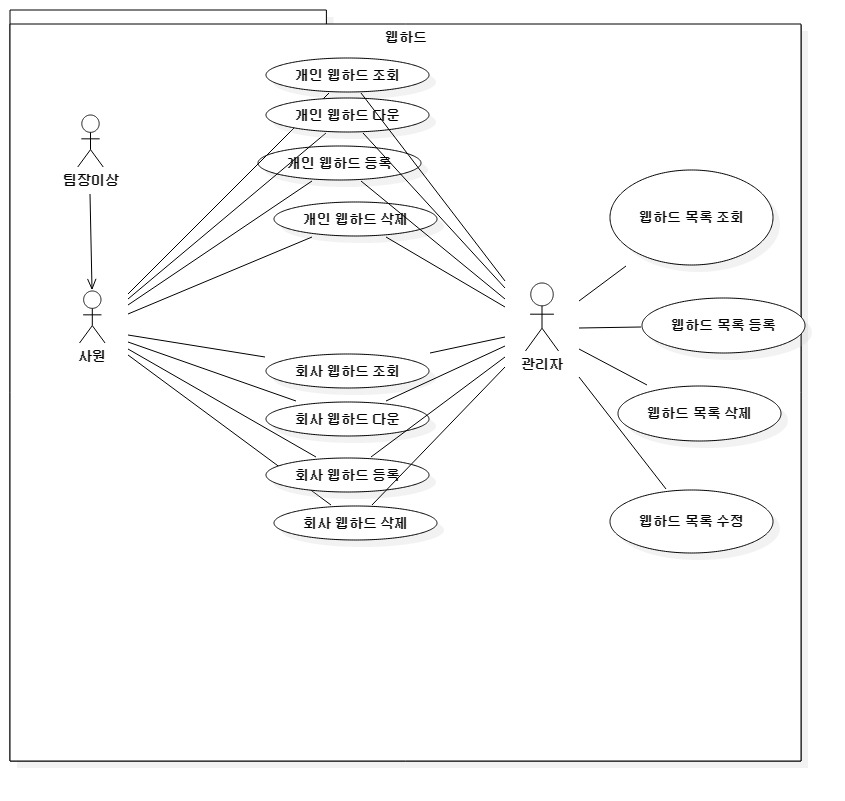 웹하드
개인 웹하드 조회
개인 웹하드 다운
개인 웹하드 등록
개인 웹하드 삭제
팀장이상
사원
회사 웹하드 조회
회사 웹하드 다운
회사 웹하드 등록
회사 웹하드 삭제
관리자
웹하드 목록 조회
웹하드 목록 등록
웹하드 목록 삭제
웹하드 목록 수정